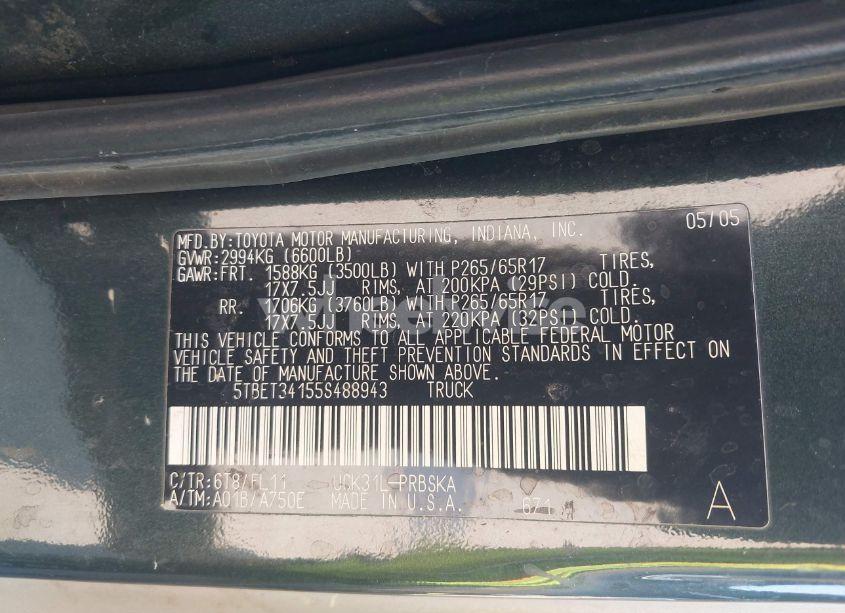 MFD.BY:TOYOTA MOTOR MANUFACTURING, INDIANA, INC. 05/05
GVWR:2994KG (6600LB)
GAWR:FRT. 1588KG (3500LB) WITH P265/65R17 TIRES,
17X7.5JJ RIMS, AT 200KPA (29PSI) COLD.
RR. 1706KG (3760LB) WITH P265/65R17 TIRES,
17X7.5JJ RIMS, AT 220KPA (32PSI) COLD.
THIS VEHICLE CONFORMS TO ALL APPLICABLE FEDERAL MOTOR
VEHICLE SAFETY AND THEFT PREVENTION STANDARDS IN EFFECT ON
THE DATE OF MANUFACTURE SHOWN ABOVE.
5TBET34155S488943 TRUCK
C/TR:6T8/FL11 UCK31L-PRBSKA
A/TM:A01B/A750E MADE IN U.S.A. 671 A